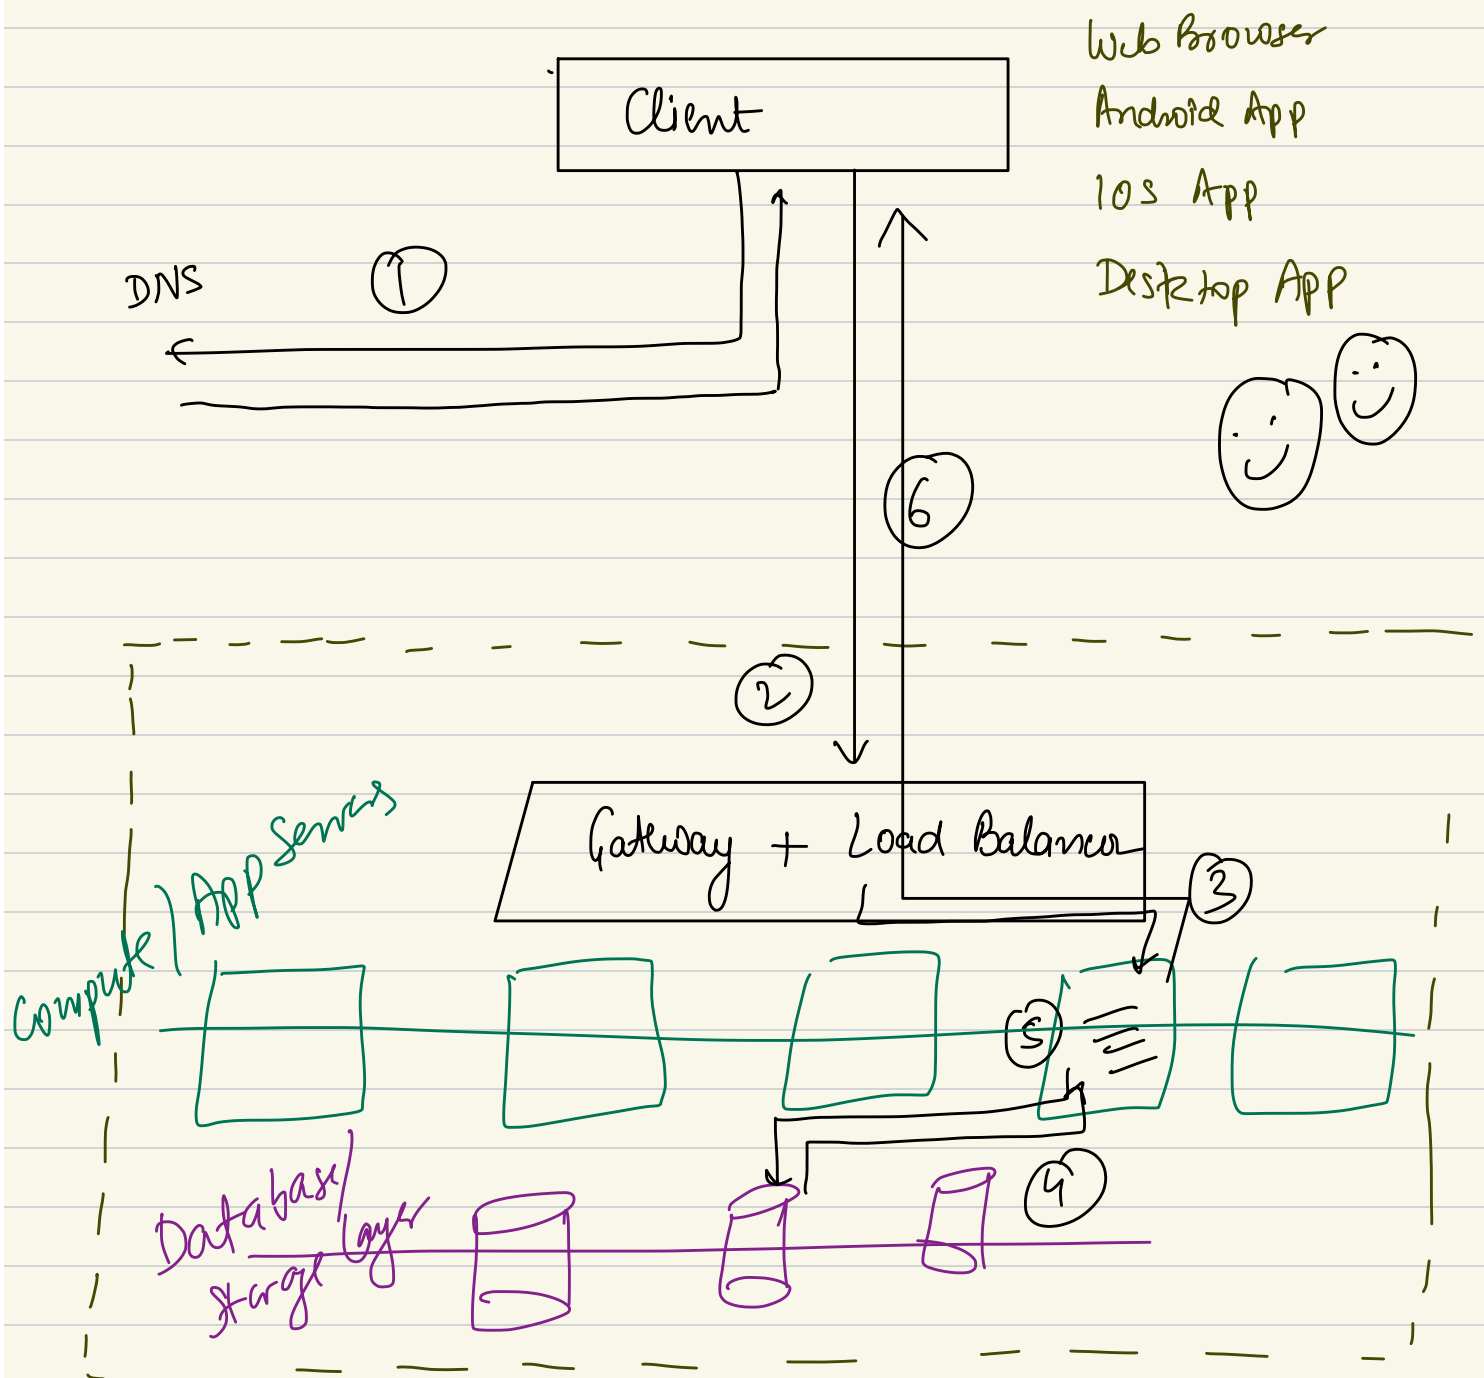 Web Browser
Client
Android App
IOS App
DNS
1
Desktop App
6
2
Gateway + Load Balancer
3
Compute / App Servers
5
4
Database/
Storage Layer